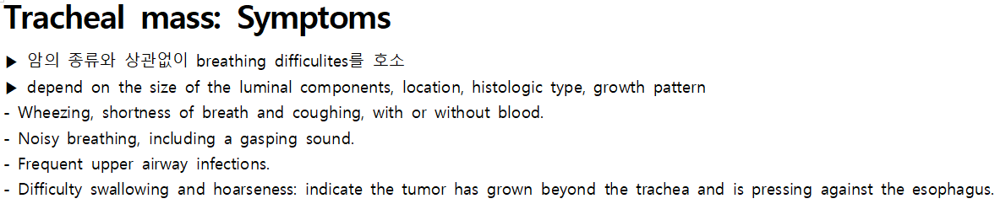 Tracheal mass: Symptoms
▶ 암의 종류와 상관없이 breathing difficulites를 호소
▶ depend on the size of the luminal components, location, histologic type, growth pattern
- Wheezing, shortness of breath and coughing, with or without blood.
- Noisy breathing, including a gasping sound.
- Frequent upper airway infections.
- Difficulty swallowing and hoarseness: indicate the tumor has grown beyond the trachea and is pressing against the esophagus.